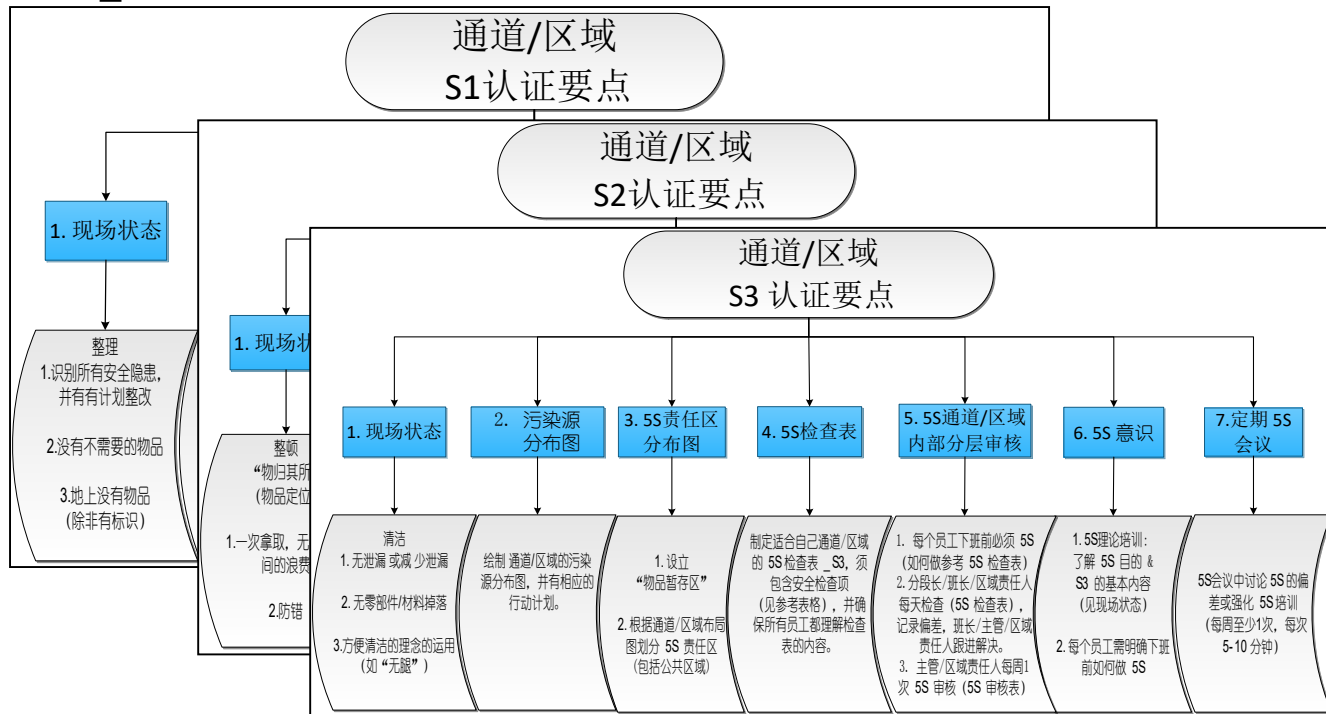 通道/区域
S1认证要点
1. 现场状态
整理
1.识别所有安全隐患，
并有有计划整改
2.没有不需要的物品
3.地上没有物品
(除非有标识)
通道/区域
S2认证要点
1. 现场状
整顿
“物归其所
(物品定位
1.一次拿取，无
间的浪费
2.防错
通道/区域
S3 认证要点
1. 现场状态
清洁
1. 无泄漏 或减 少泄漏
2. 无零部件/材料掉落
3.方便清洁的理念的运用
(如 “无腿”)
2. 污染源
分布图
绘制 通道/区域的污染
源分布图，并有相应的
行动计划。
3. 5S责任区
分布图
1. 设立
“物品暂存区”
2. 根据通道/区域布局
图划分 5S 责任区
(包括公共区域)
4. 5S检查表
制定适合自己通道/区域
的 5S 检查表 _S3，须
包含安全检查项
(见参考表格)，并确
保所有员工都理解检查
表的内容。
5. 5S通道/区域
内部分层审核
1. 每个员工下班前必须 5S
(如何做参考 5S 检查表)
2. 分段长/班长/区域责任人
每天检查 (5S 检查表)，
记录偏差，班长/主管/区域
责任人跟进解决。
3. 主管/区域责任人每周1
次 5S 审核 (5S 审核表)
6. 5S 意识
1. 5S理论培训：
了解 5S 目的 &
S3 的基本内容
(见现场状态)
2. 每个员工需明确下班
前如何做 5S
7.定期 5S
会议
5S会议中讨论 5S的偏
差或强化 5S培训
(每周至少1次，每次
5-10 分钟)